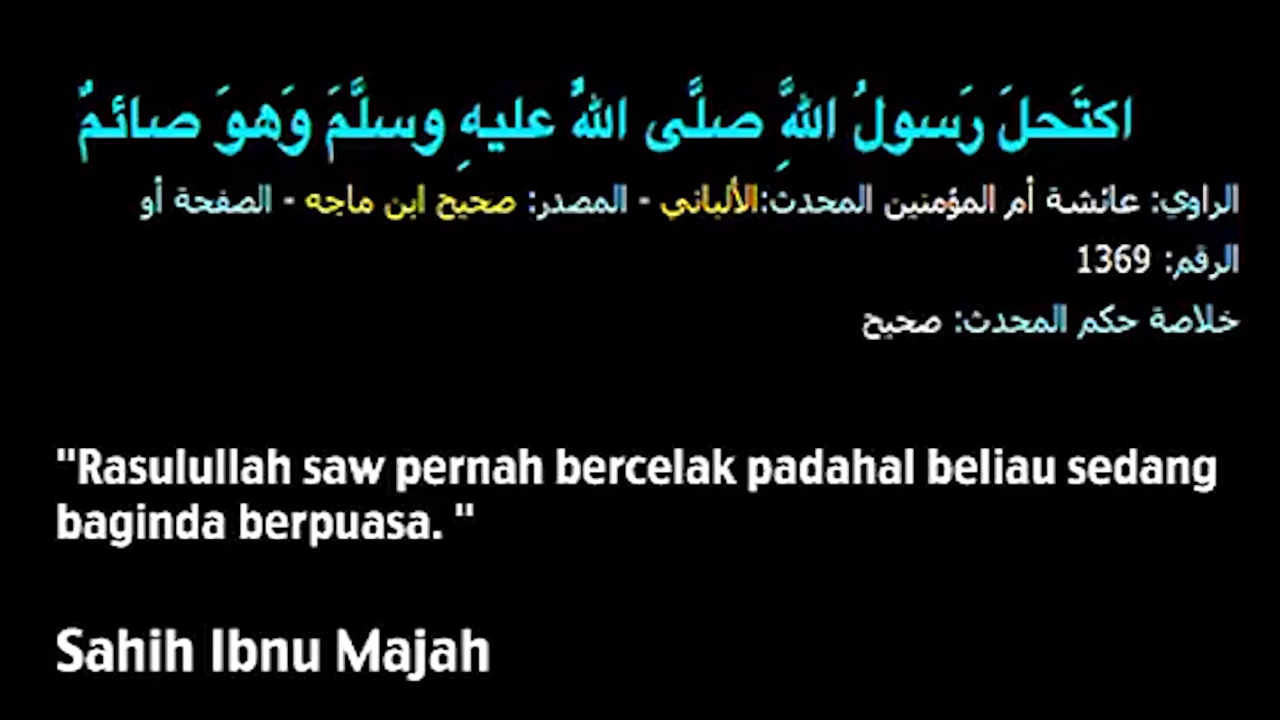 اكتَحلَ رَسولُ اللَّهِ صلَّى اللهُ عليهِ وسلَّمَ وَهوَ صائمٌ
الراوي: عائشة أم المؤمنين المحدث:الألباني - المصدر: صحيح ابن ماجه - الصفحة أو
الرقم: 1369
خلاصة حكم المحدث: صحيح
"Rasulullah saw pernah bercelak padahal beliau sedang
baginda berpuasa. "
Sahih Ibnu Majah